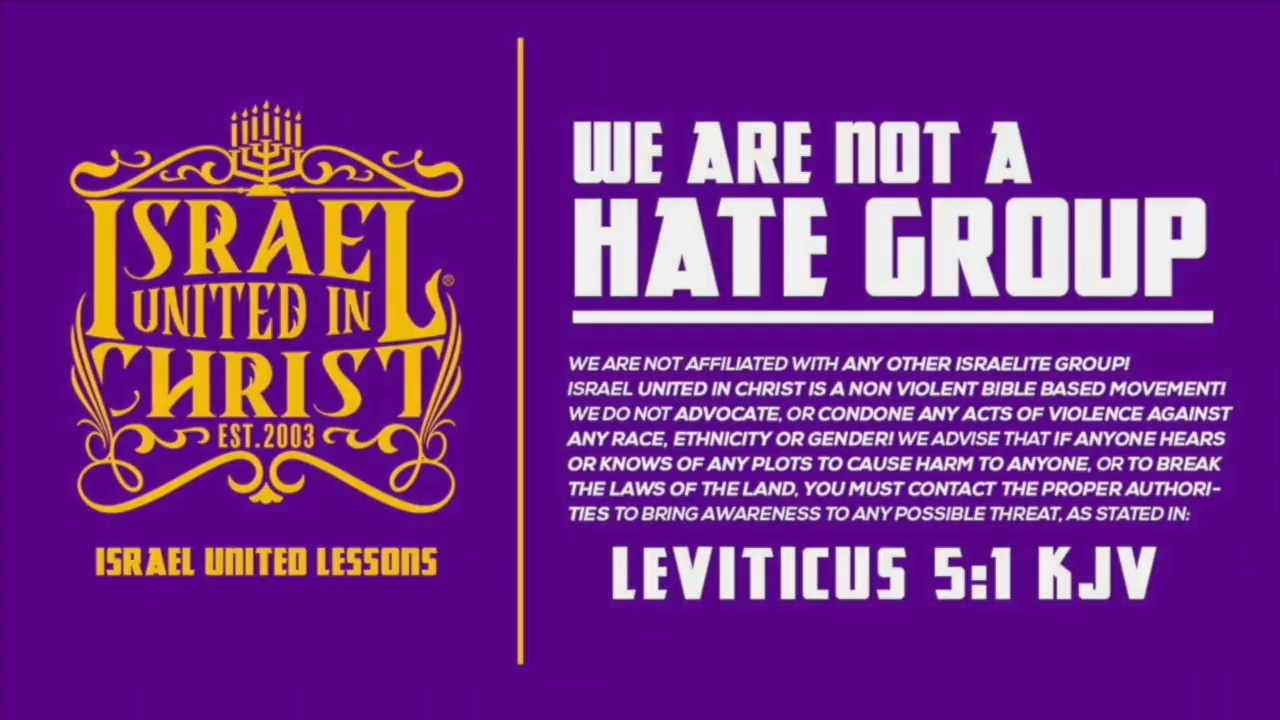 ISRAEL
UNITED IN
CHRIST
EST. 2003
®
ISRAEL UNITED LESSONS
WE ARE NOT A
HATE GROUP
WE ARE NOT AFFILIATED WITH ANY OTHER ISRAELITE GROUP!
ISRAEL UNITED IN CHRIST IS A NON VIOLENT BIBLE BASED MOVEMENT!
WE DO NOT ADVOCATE, OR CONDONE ANY ACTS OF VIOLENCE AGAINST
ANY RACE, ETHNICITY OR GENDER! WE ADVISE THAT IF ANYONE HEARS
OR KNOWS OF ANY PLOTS TO CAUSE HARM TO ANYONE, OR TO BREAK
THE LAWS OF THE LAND, YOU MUST CONTACT THE PROPER AUTHORI-
TIES TO BRING AWARENESS TO ANY POSSIBLE THREAT, AS STATED IN:
LEVITICUS 5:1 KJV